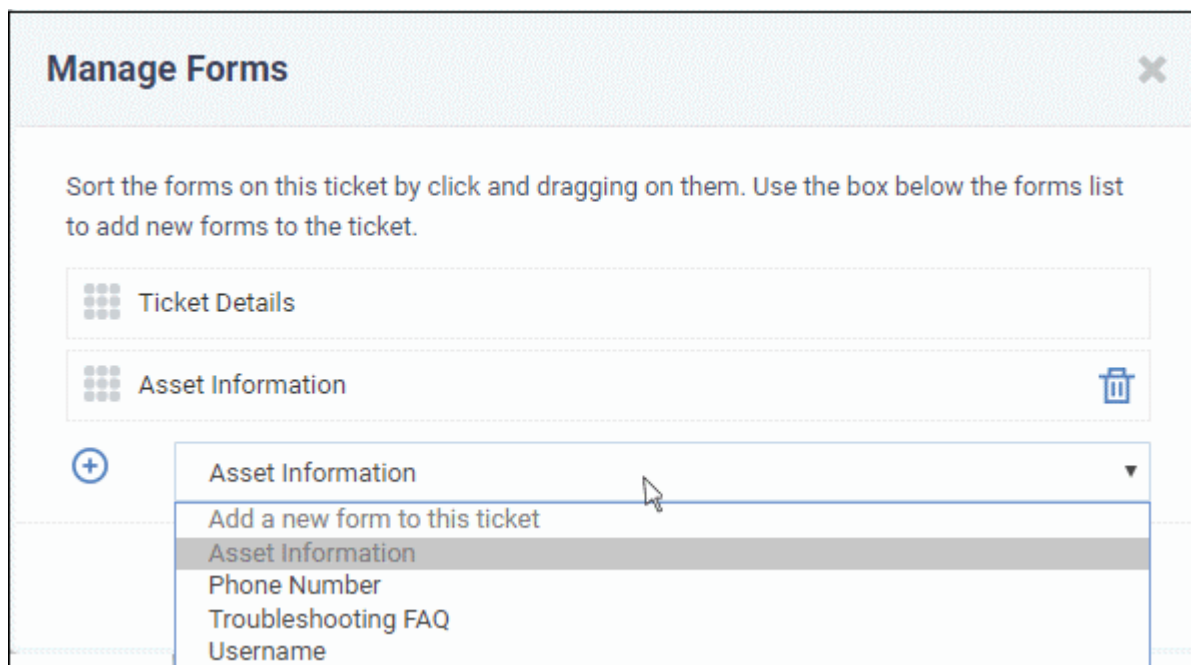 Manage Forms
Sort the forms on this ticket by click and dragging on them. Use the box below the forms list
to add new forms to the ticket.
Ticket Details
Asset Information
Asset Information
Add a new form to this ticket
Asset Information
Phone Number
Troubleshooting FAQ
Username